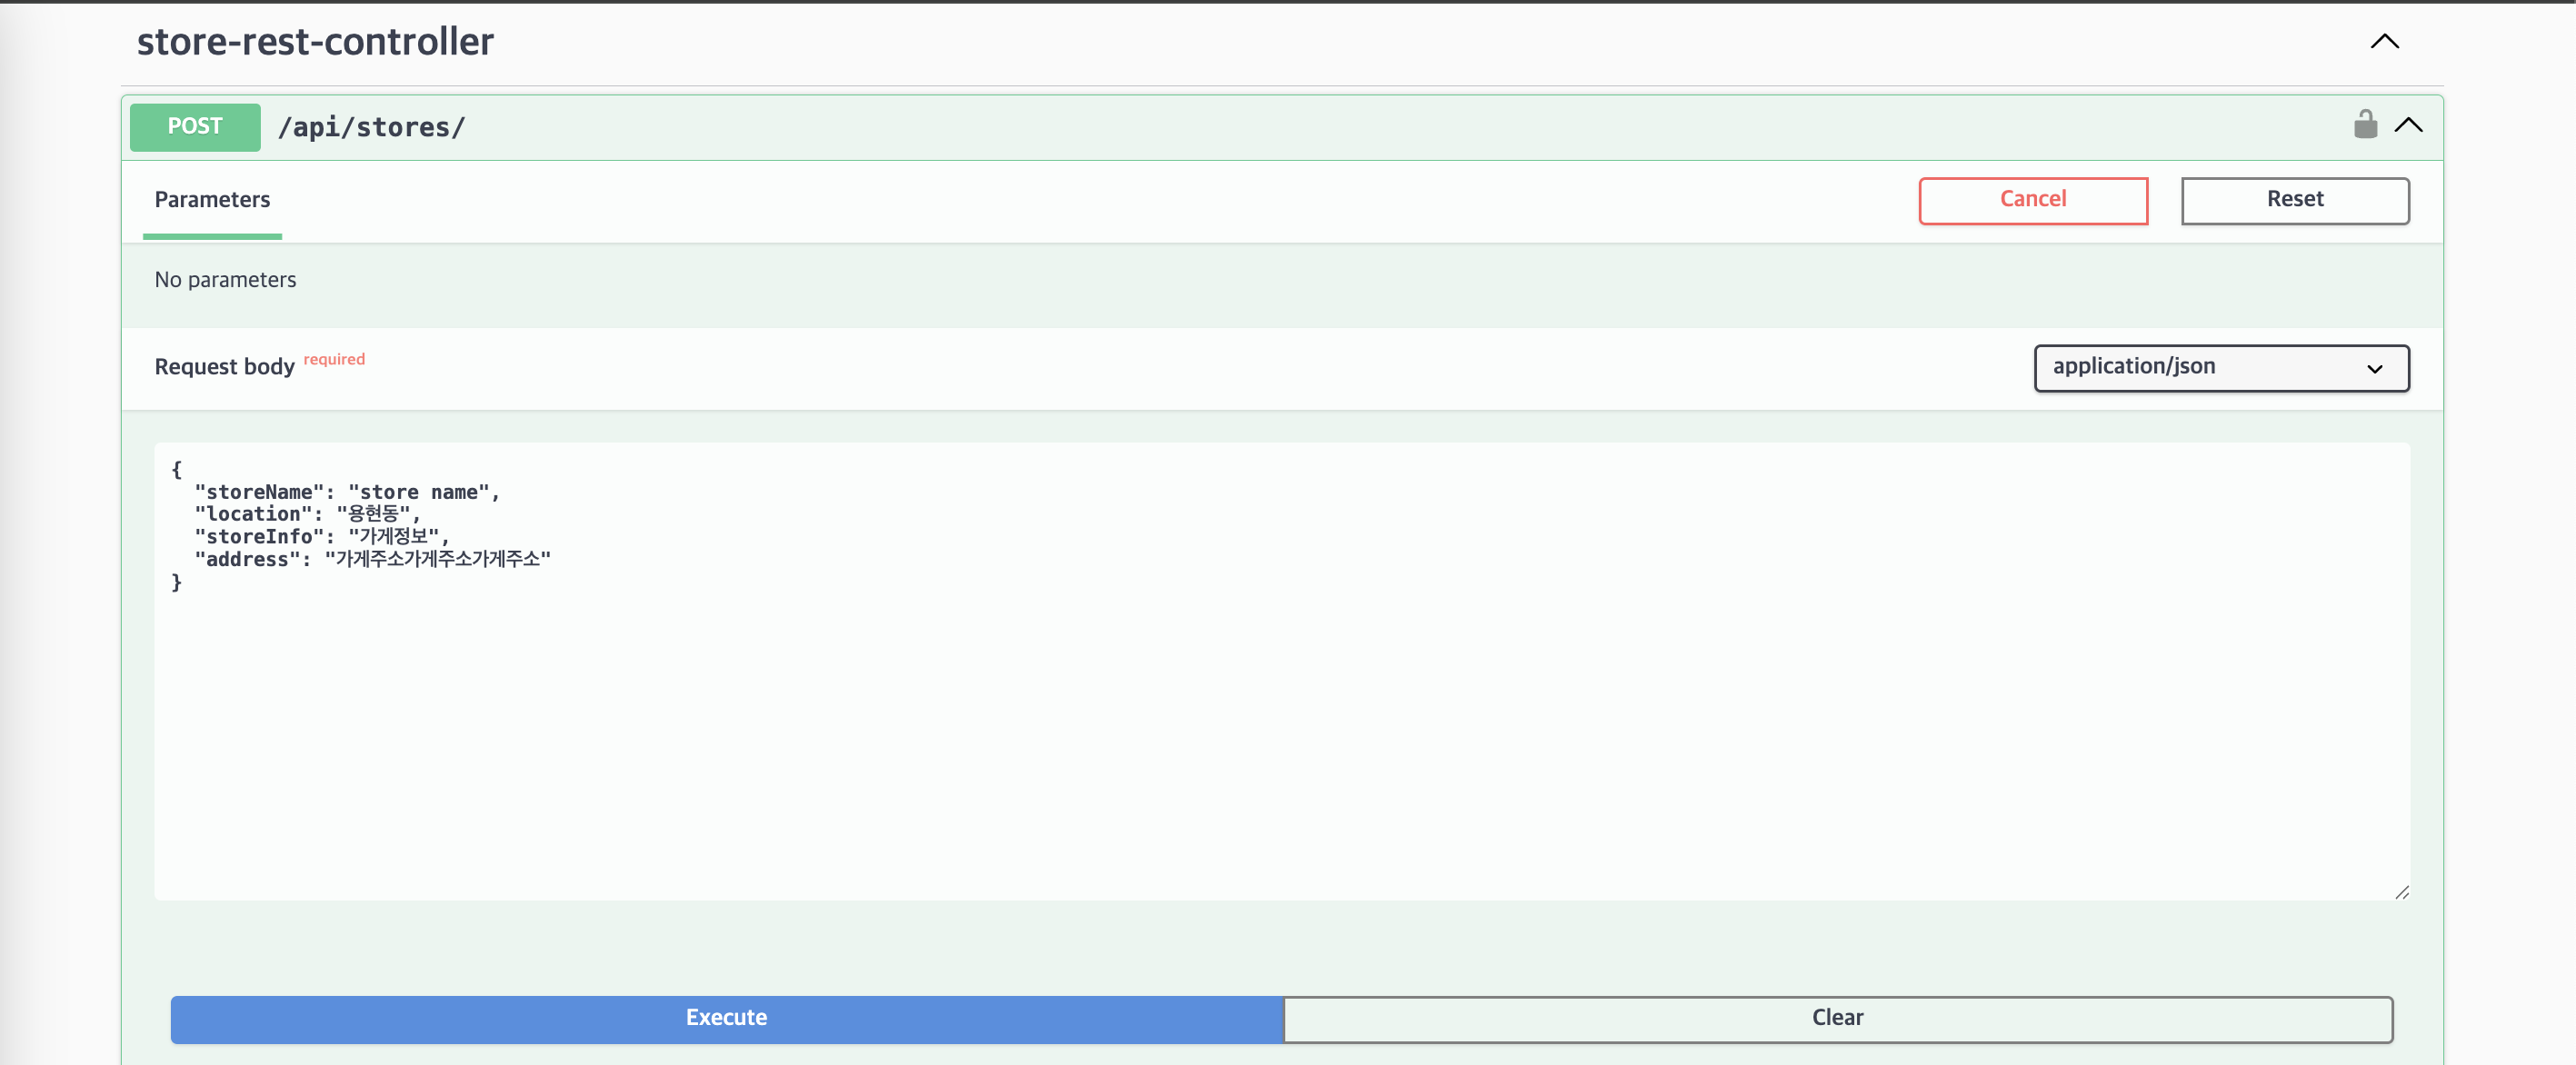 store-rest-controller
POST /api/stores/
Parameters
Cancel
Reset
No parameters
Request body required
application/json
{
  "storeName": "store name",
  "location": "용현동",
  "storeInfo": "가게정보",
  "address": "가게주소가게주소가게주소"
}
Execute
Clear